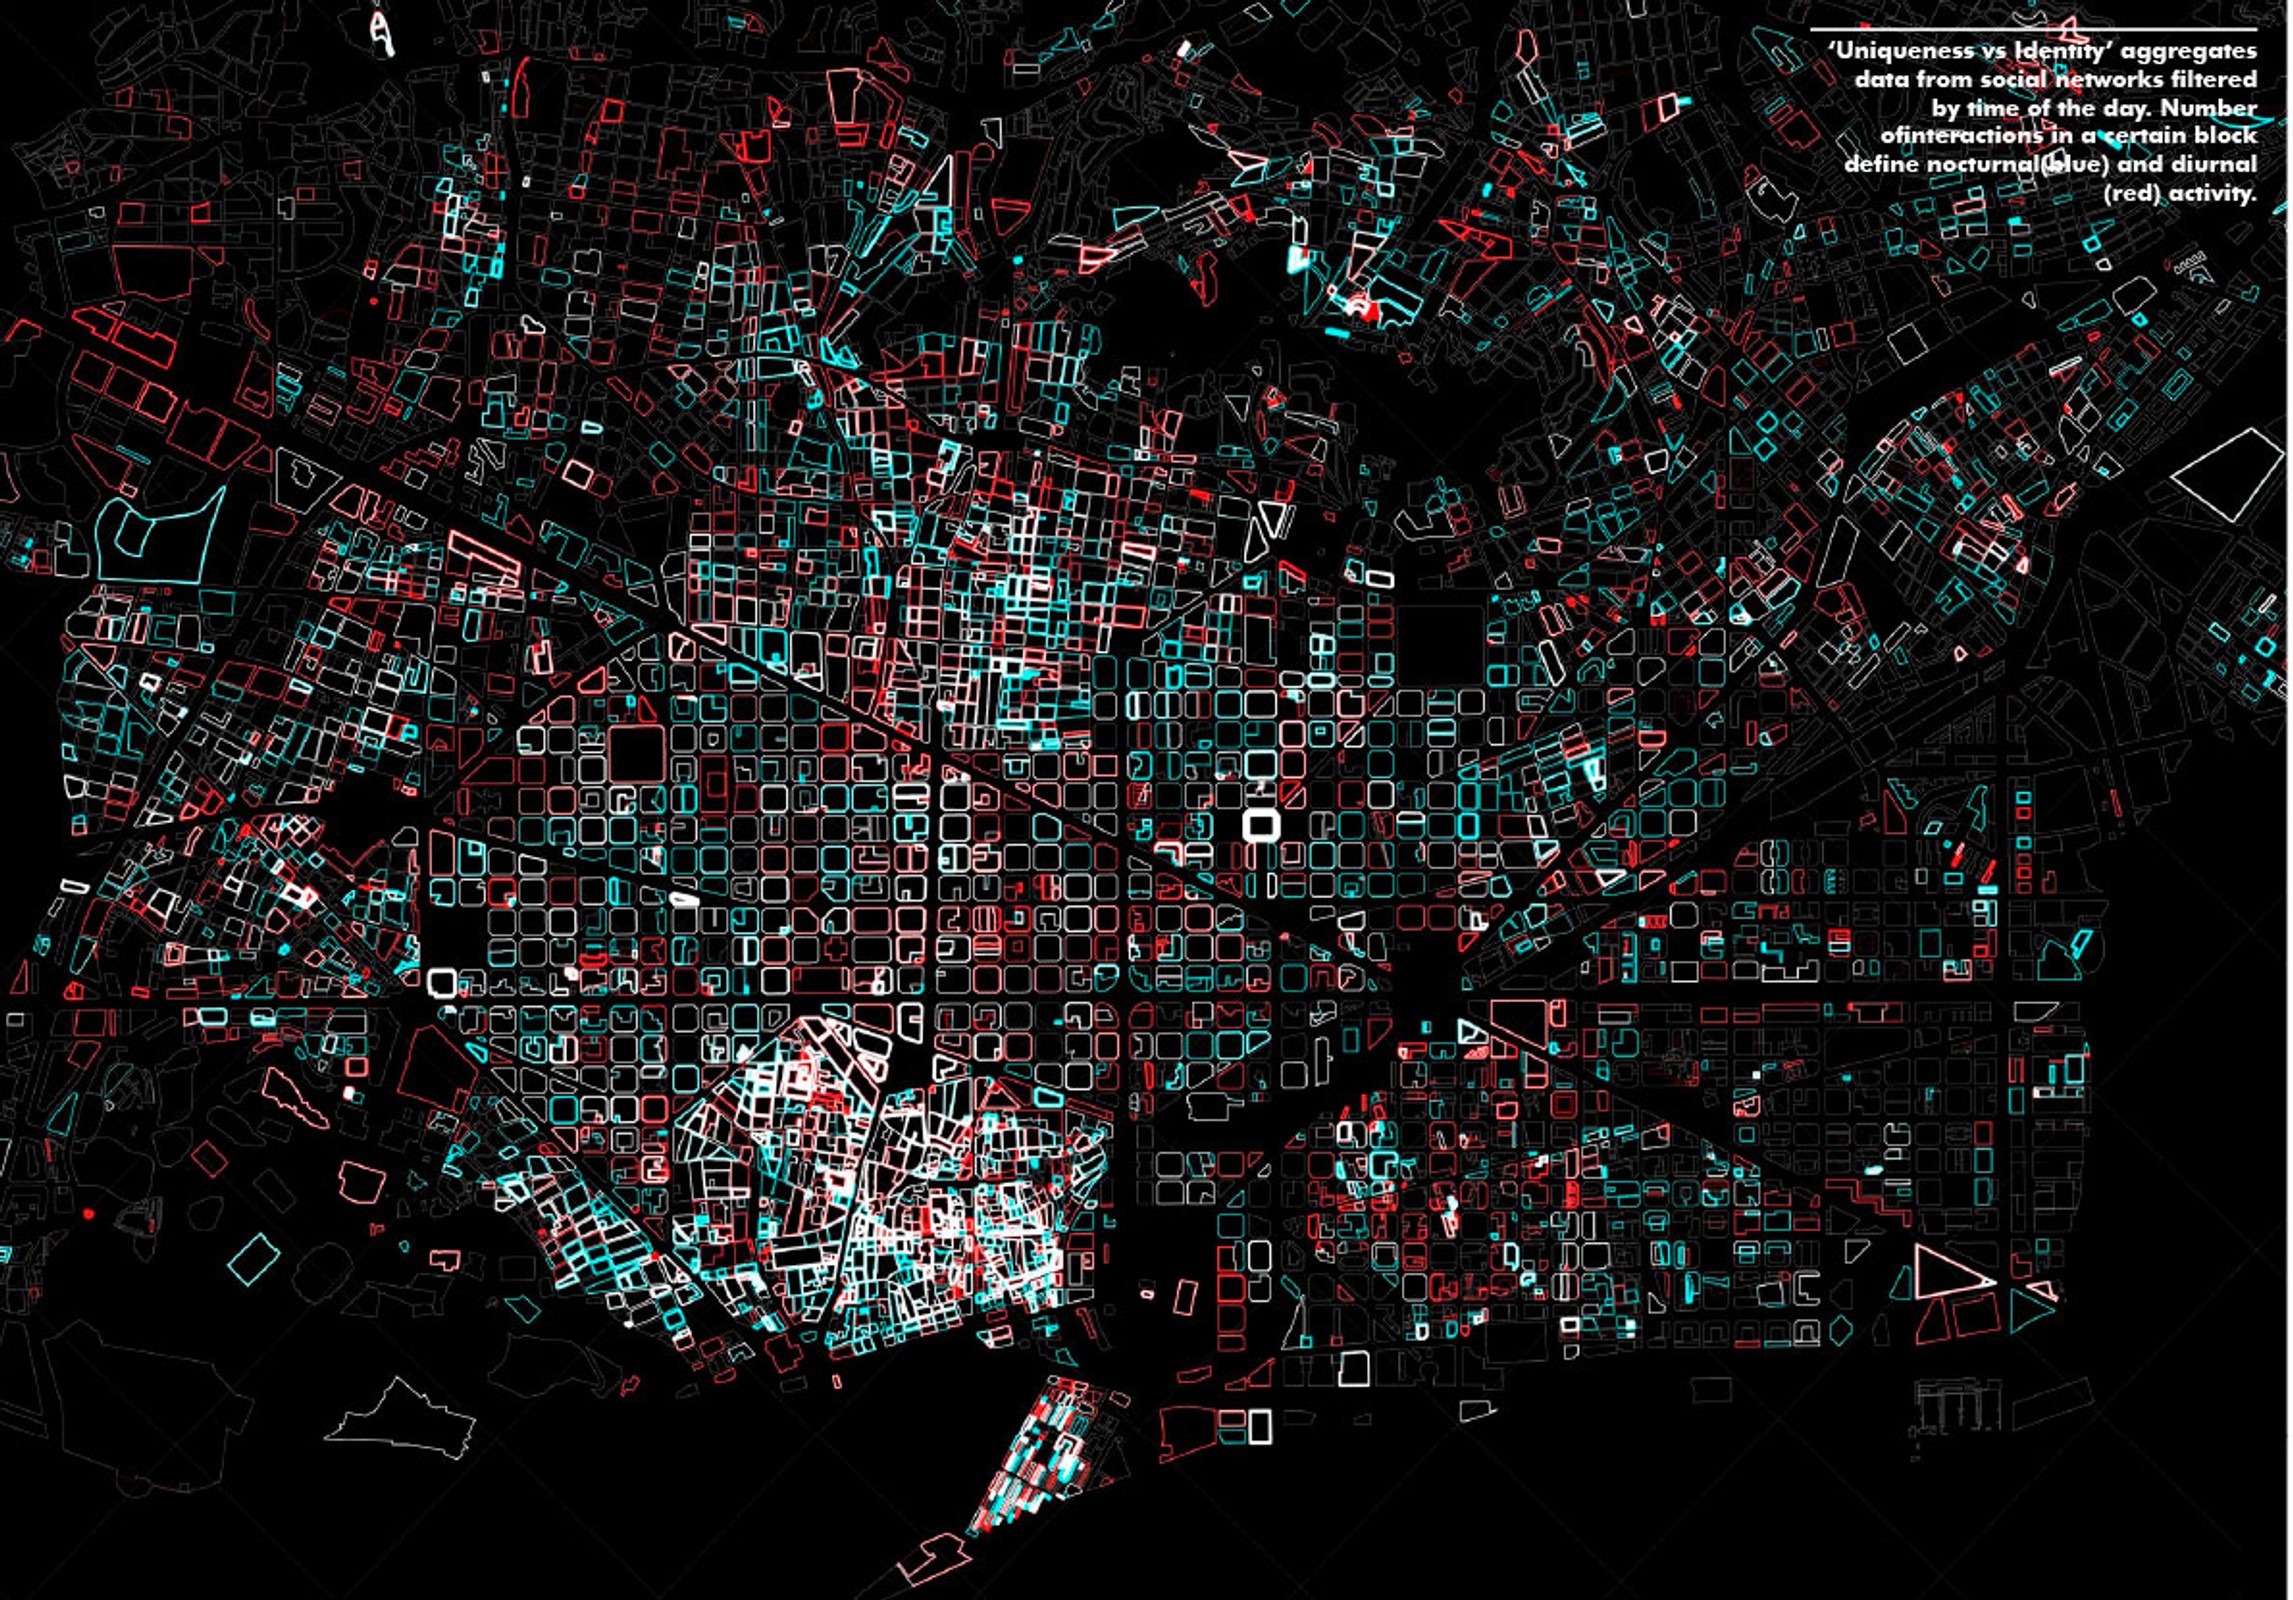 ‘Uniqueness vs Identity’ aggregates
data from social networks filtered
by time of the day. Number
ofinteractions in a certain block
define nocturnal(blue) and diurnal
(red) activity.